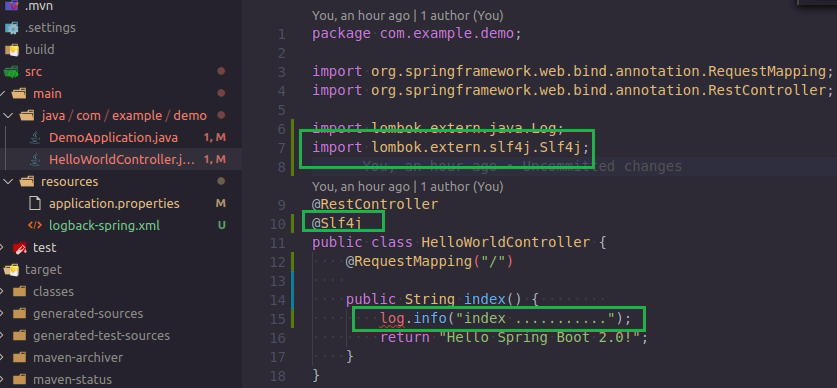 .mvn
.settings
build
src
main
java / com / example / demo
DemoApplication.java 1, M
HelloWorldController.j... 1, M
resources
application.properties M
logback-spring.xml U
test
target
classes
generated-sources
generated-test-sources
maven-archiver
maven-status
You, an hour ago | 1 author (You)
1 package com.example.demo;
2
3 import org.springframework.web.bind.annotation.RequestMapping;
4 import org.springframework.web.bind.annotation.RestController;
5
6 import lombok.extern.java.Log;
7 import lombok.extern.slf4j.Slf4j;
8 You, an hour ago • Uncommitted changes
You, an hour ago | 1 author (You)
9 @RestController
10 @Slf4j
11 public class HelloWorldController {
12 @RequestMapping("/")
13
14 public String index() {
15 log.info("index ...........");
16 return "Hello Spring Boot 2.0!";
17 }
18 }